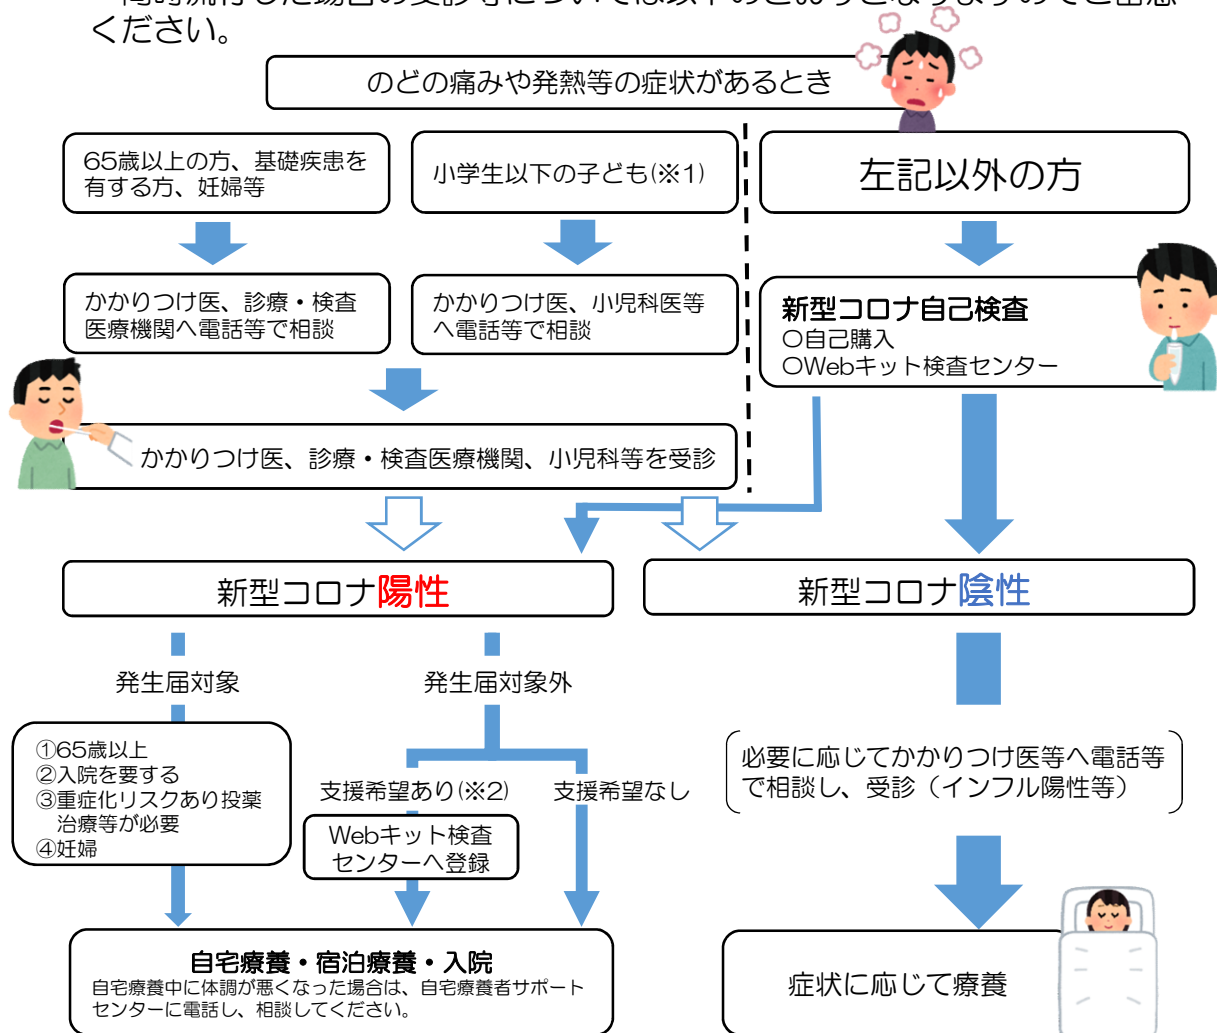 ください。
のどの痛みや発熱等の症状があるとき
65歳以上の方、基礎疾患を
有する方、妊婦等
小学生以下の子ども(※1)
左記以外の方
かかりつけ医、診療・検査
医療機関へ電話等で相談
かかりつけ医、小児科医等
へ電話等で相談
新型コロナ自己検査
〇自己購入
〇Webキット検査センター
かかりつけ医、診療・検査医療機関、小児科等を受診
新型コロナ陽性
新型コロナ陰性
発生届対象
発生届対象外
①65歳以上
②入院を要する
③重症化リスクあり投薬
治療等が必要
④妊婦
支援希望あり(※2)
支援希望なし
Webキット検査
センターへ登録
必要に応じてかかりつけ医等へ電話等
で相談し、受診（インフル陽性等）
自宅療養・宿泊療養・入院
自宅療養中に体調が悪くなった場合は、自宅療養者サポート
センターに電話し、相談してください。
症状に応じて療養